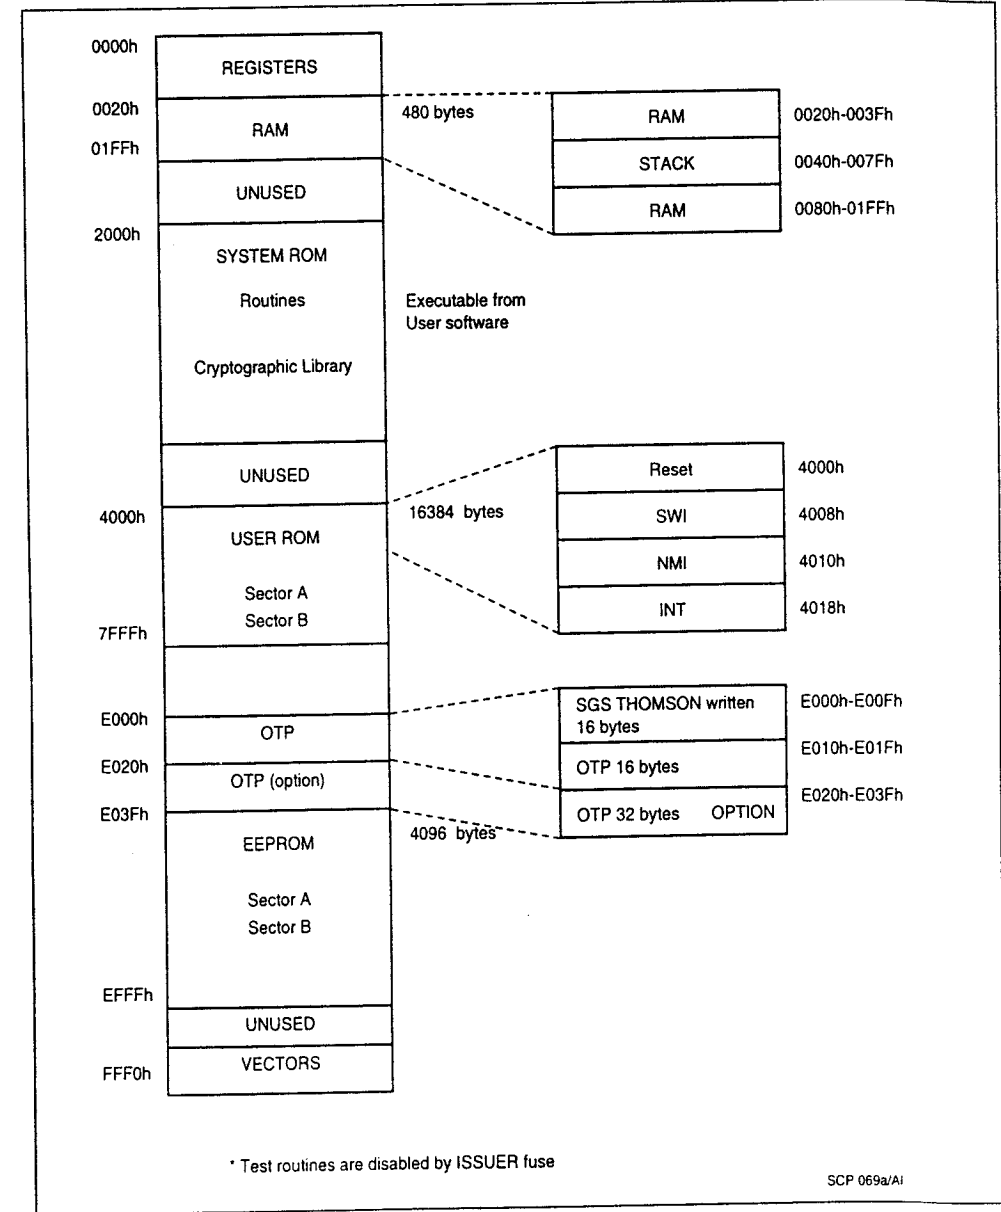 0000h
REGISTERS
0020h
RAM
01FFh
UNUSED
2000h
SYSTEM ROM
Routines
Cryptographic Library
UNUSED
4000h
USER ROM
Sector A
Sector B
7FFFh
E000h
OTP
E020h
OTP (option)
E03Fh
EEPROM
Sector A
Sector B
EFFFh
UNUSED
VECTORS
FFF0h
480 bytes
RAM 0020h-003Fh
STACK 0040h-007Fh
RAM 0080h-01FFh
Executable from
User software
16384 bytes
Reset 4000h
SWI 4008h
NMI 4010h
INT 4018h
SGS THOMSON written
16 bytes
E000h-E00Fh
OTP 16 bytes
E010h-E01Fh
OTP 32 bytes OPTION
E020h-E03Fh
4096 bytes
* Test routines are disabled by ISSUER fuse
SCP 069a/AI